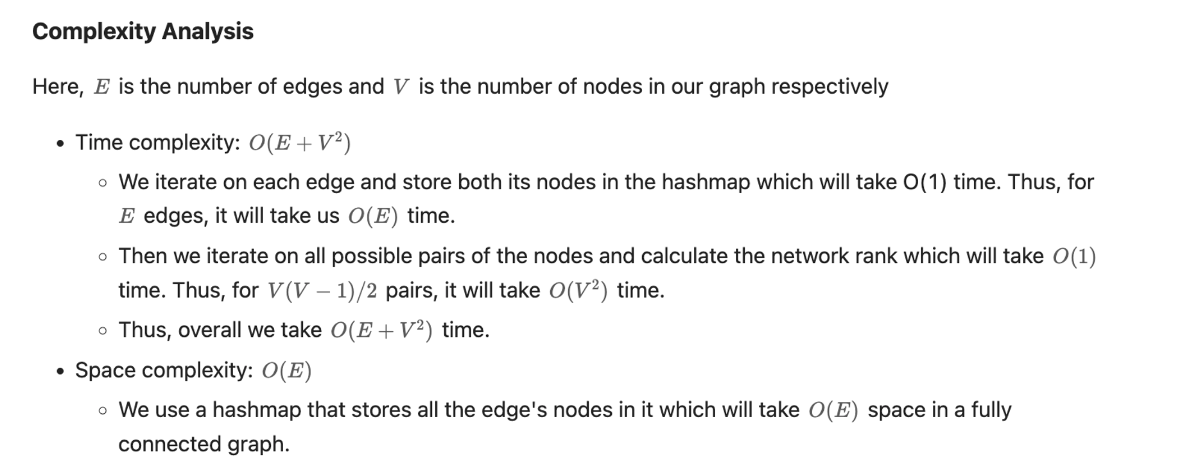 Complexity Analysis
Here, E is the number of edges and V is the number of nodes in our graph respectively
• Time complexity: O(E + V²)
◦ We iterate on each edge and store both its nodes in the hashmap which will take O(1) time. Thus, for
E edges, it will take us O(E) time.
◦ Then we iterate on all possible pairs of the nodes and calculate the network rank which will take O(1)
time. Thus, for V(V − 1)/2 pairs, it will take O(V²) time.
◦ Thus, overall we take O(E + V²) time.
• Space complexity: O(E)
◦ We use a hashmap that stores all the edge's nodes in it which will take O(E) space in a fully
connected graph.